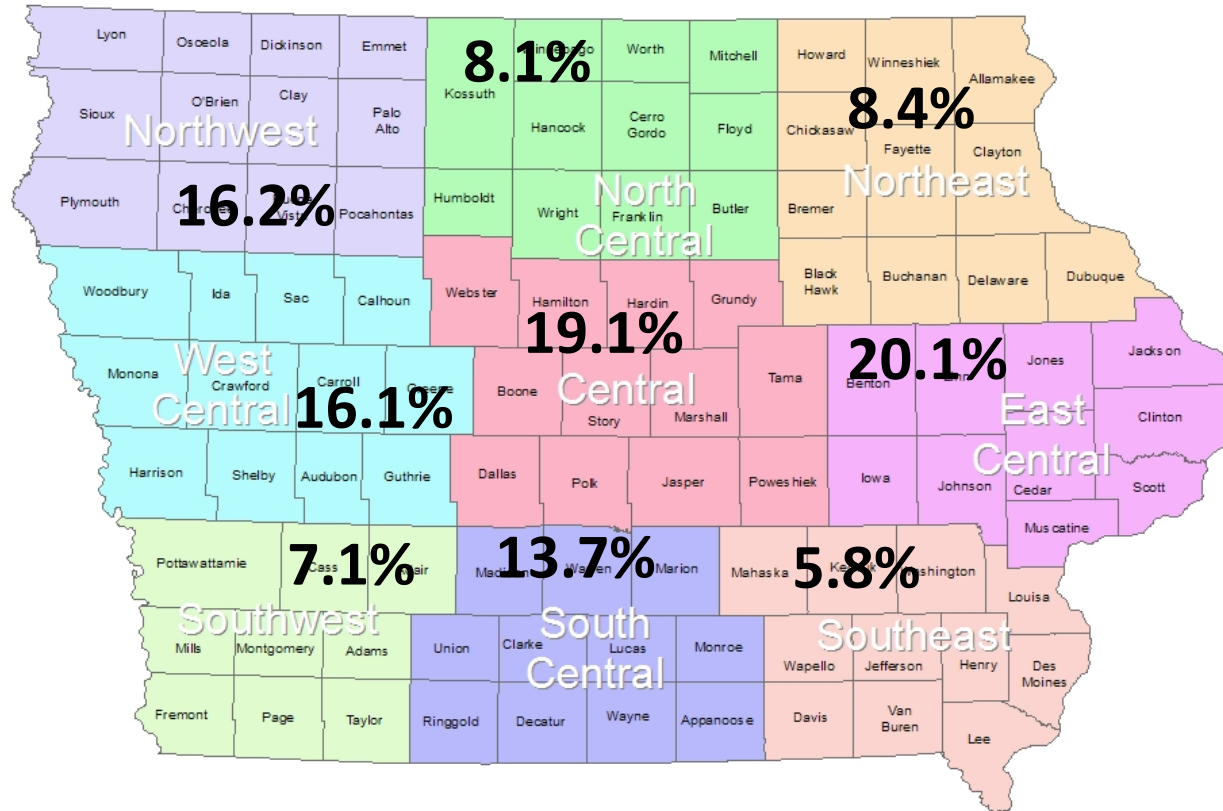 Lyon
Osceola
Dickinson
Emmet
Sioux
O'Brien
Clay
Palo
Alto
Northwest
Plymouth
16.2%
Pocahontas
8.1%
Worth
Mitchell
Kossuth
Hancock
Cerro
Gordo
Floyd
Humboldt
Wright
Franklin
Butler
North
Central
Howard
Winneshiek
Allamakee
8.4%
Chickasaw
Fayette
Clayton
Northeast
Bremer
Black
Hawk
Buchanan
Delaware
Dubuque
Woodbury
Ida
Sac
Calhoun
Monona
Crawford
Carroll
West
Central
16.1%
Harrison
Shelby
Audubon
Guthrie
Webster
Hamilton
Hardin
Grundy
19.1%
Boone
Story
Marshall
Tama
Central
Dallas
Polk
Jasper
Poweshiek
20.1%
Benton
Jones
Jackson
Clinton
East
Central
Iowa
Johnson
Cedar
Scott
Muscatine
Pottawattamie
Cass
7.1%
Southwest
Mills
Montgomery
Adams
Fremont
Page
Taylor
13.7%
Marion
Union
Clarke
Lucas
Monroe
South
Central
Ringgold
Decatur
Wayne
Appanoose
Mahaska
5.8%
Washington
Louisa
Southeast
Wapello
Jefferson
Henry
Des
Moines
Davis
Van
Buren
Lee